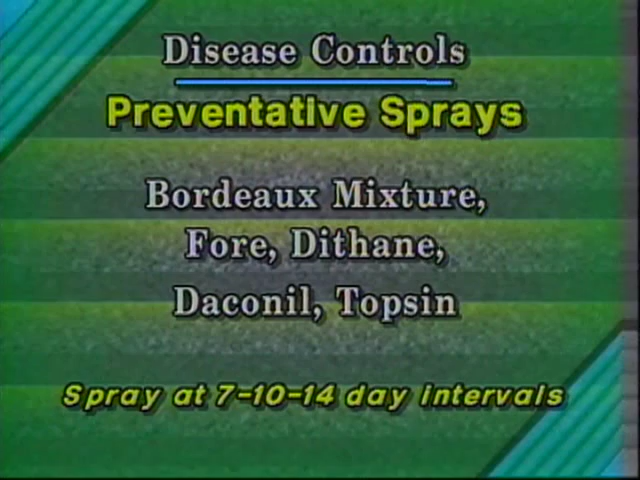 Disease Controls
Preventative Sprays
Bordeaux Mixture,
Fore, Dithane,
Daconil, Topsin
Spray at 7-10-14 day intervals